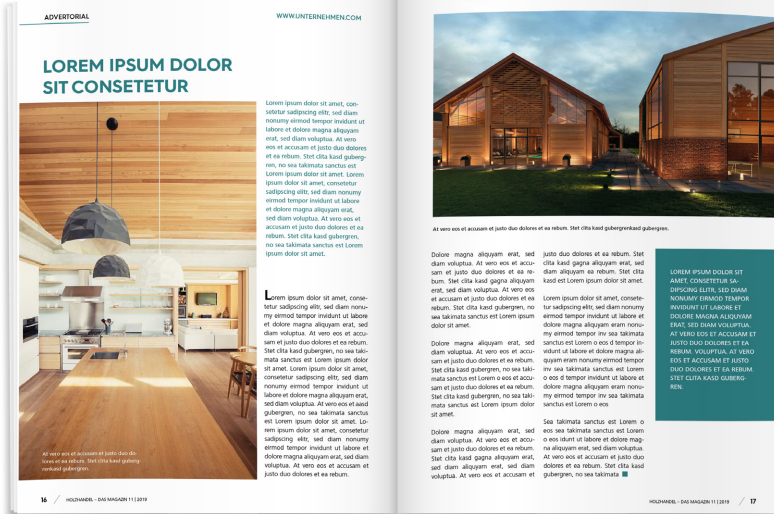 ADVERTORIAL
WWW.UNTERNEHMEN.COM
LOREM IPSUM DOLOR
SIT CONSETETUR
Lorem ipsum dolor sit amet, con-
setetur sadipscing elitr, sed diam
nonumy eirmod tempor invidunt ut
labore et dolore magna aliquyam
erat, sed diam voluptua. At vero
eos et accusam et justo duo dolores
et ea rebum. Stet clita kasd guberg-
ren, no sea takimata sanctus est
Lorem ipsum dolor sit amet. Lorem
ipsum dolor sit amet, consetetur
sadipscing elitr, sed diam nonumy
eirmod tempor invidunt ut labore
et dolore magna aliquyam erat,
sed diam voluptua. At vero eos et
accusam et justo duo dolores et ea
rebum. Stet clita kasd gubergren,
no sea takimata sanctus est Lorem
ipsum dolor sit amet.
Lorem ipsum dolor sit amet, conse-
tetur sadipscing elitr, sed diam nonu-
my eirmod tempor invidunt ut labore
et dolore magna aliquyam erat, sed
diam voluptua. At vero eos et accu-
sam et justo duo dolores et ea rebum.
Stet clita kasd gubergren, no sea taki-
mata sanctus est Lorem ipsum dolor
sit amet. Lorem ipsum dolor sit amet,
consetetur sadipscing elitr, sed diam
nonumy eirmod tempor invidunt ut
labore et dolore magna aliquyam erat,
sed diam voluptua. At vero eos et aasd
gubergren, no sea takimata sanctus
est Lorem ipsum dolor sit amet. Lo-
rem ipsum dolor sit amet, consetetur
sadipscing elitr, sed diam nonumy
eirmod tempor invidunt ut labore et
dolore magna aliquyam erat, sed diam
voluptua. At vero eos et accusam et
justo duo dolores et ea rebum.
At vero eos et accusam et justo duo do-
lores et ea rebum. Stet clita kasd guberg-
renkasd gubergren.
16 / HOLZHANDEL – DAS MAGAZIN 11 | 2019
At vero eos et accusam et justo duo dolores et ea rebum. Stet clita kasd gubergrenkasd gubergren.
Dolore magna aliquyam erat, sed
diam voluptua. At vero eos et accu-
sam et justo duo dolores et ea re-
bum. Stet clita kasd gagna aliquyam
erat, sed diam voluptua. At vero eos
et accusam et justo duo dolores et ea
rebum. Stet clita kasd gubergren, no
sea takimata sanctus est Lorem ipsum
dolor sit amet.
Dolore magna aliquyam erat, sed
diam voluptua. At vero eos et accusam
et justo duo dolores et ea rebum.
Stet clita kasd gagna aliquyam erat,
sed diam voluptua. At vero eos et accu-
sam et justo duo dolores et ea rebum.
Stet clita kasd gubergren, no sea taki-
mata sanctus est Lorem ipsum dolor
sit amet.
Dolore magna aliquyam erat, sed
diam voluptua. At vero eos et accusam
et justo duo dolores et ea rebum.
Stet clita kasd gagna aliquyam erat,
sed diam aliquyam erat, sed diam
voluptua. At vero eos et accusam et
justo duo dolores et ea rebum. Stet
clita kasd gagna aliquyam erat, sed
diam aliquyam et ea rebum. Stet clita
kasd est Lorem ipsum dolor sit amet.
Lorem ipsum dolor sit amet, consete-
tur sadipscing elitr, sed diam nonumy
eirmod tempor invidunt ut labore et
dolore magna aliquyam eram nonu-
my eirmod tempor inv sea takimata
sanctus est Lorem o eos d tempor in-
vidunt ut labore et dolore magna ali-
quyam eram nonumy eirmod tempor
inv sea takimata sanctus est Lorem
o eos d tempor invidunt ut labore et
dolore magna aliquyam eram nonu-
my eirmod tempor inv sea takimata
sanctus est Lorem o eos
Sea takimata sanctus est Lorem o
eos sea takimata sanctus est Lorem
o eos idunt ut labore et dolore mag-
na aliquyam erat, sed diam voluptua.
At vero eos et accusam et justo duo
dolores et ea rebum. Stet clita kasd
gubergren, no sea takimata
LOREM IPSUM DOLOR SIT
AMET, CONSETETUR SA-
DIPSCING ELITR, SED DIAM
NONUMY EIRMOD TEMPOR
INVIDUNT UT LABORE ET
DOLORE MAGNA ALIQUYAM
ERAT, SED DIAM VOLUPTUA.
AT VERO EOS ET ACCUSAM ET
JUSTO DUO DOLORES ET EA
REBUM. VOLUPTUA. AT VERO
EOS ET ACCUSAM ET JUSTO
DUO DOLORES ET EA REBUM.
STET CLITA KASD GUBERG-
REN.
HOLZHANDEL – DAS MAGAZIN 11 | 2019 / 17